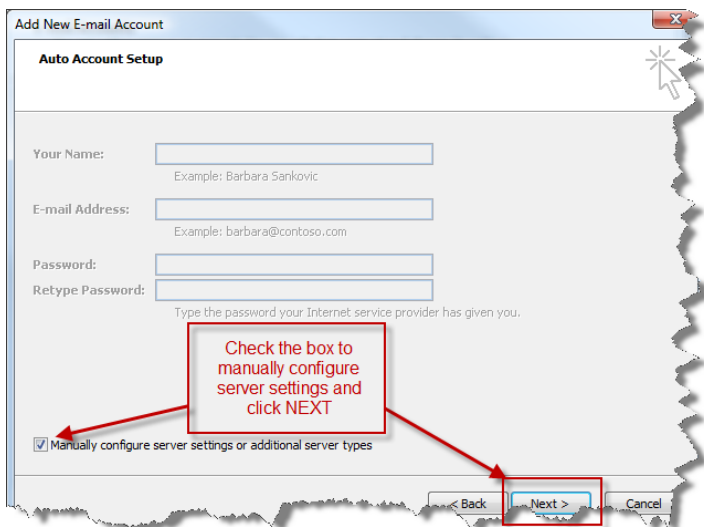 Add New E-mail Account
Auto Account Setup
Your Name:
Example: Barbara Sankovic
E-mail Address:
Example: barbara@contoso.com
Password:
Retype Password:
Type the password your Internet service provider has given you.
Check the box to
manually configure
server settings and
click NEXT
Manually configure server settings or additional server types
< Back Next > Cancel